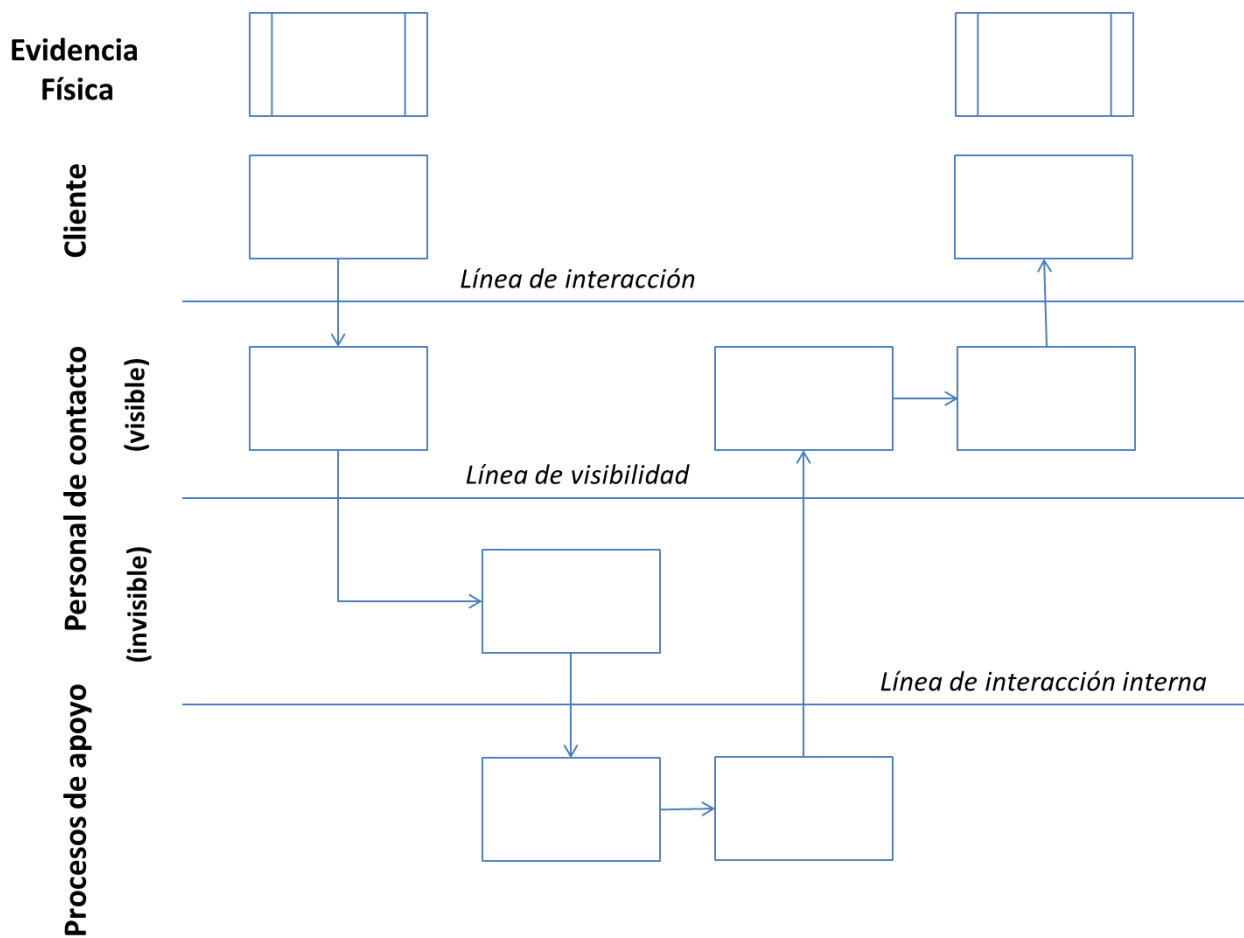 Evidencia
Física
Cliente
Línea de interacción
Personal de contacto
(visible)
Línea de visibilidad
(invisible)
Línea de interacción interna
Procesos de apoyo